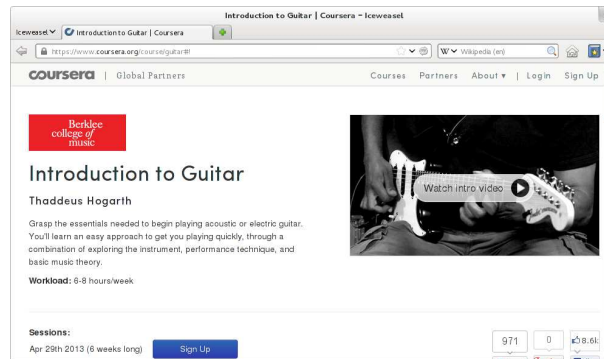 Introduction to Guitar | Coursera - Iceweasel
Iceweasel
Introduction to Guitar | Coursera
https://www.coursera.org/course/guitar#!
W Wikipedia (en)
coursera | Global Partners
Courses Partners About ▾ | Login Sign Up
Berklee
college of
music
Introduction to Guitar
Watch intro video
Thaddeus Hogarth
Grasp the essentials needed to begin playing acoustic or electric guitar.
You'll learn an easy approach to get you playing quickly, through a
combination of exploring the instrument, performance technique, and
basic music theory.
Workload: 6-8 hours/week
Sessions:
Apr 29th 2013 (6 weeks long) Sign Up
971 0 8.6k